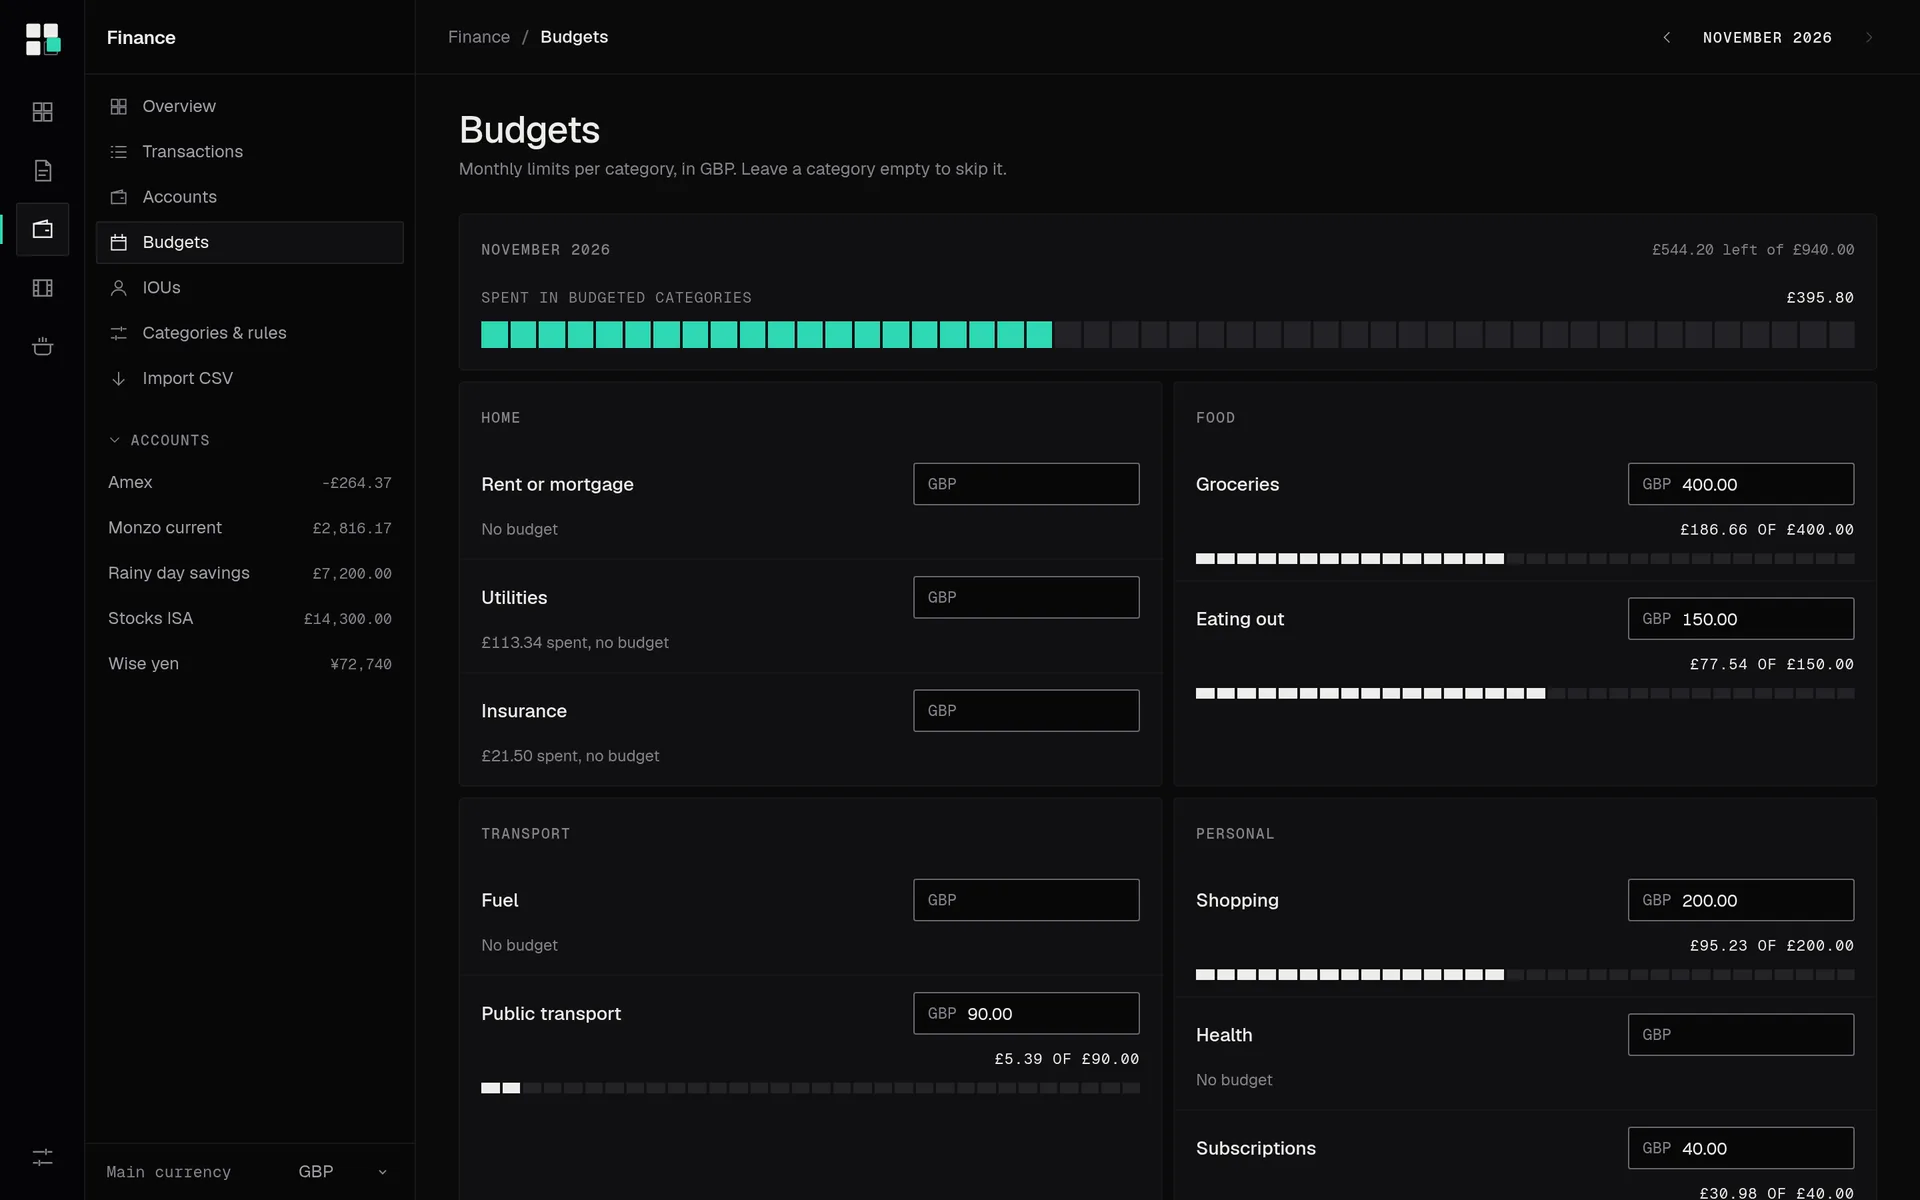 Finance
Overview
Transactions
Accounts
Budgets
IOUs
Categories & rules
Import CSV
ACCOUNTS
Amex -£264.37
Monzo current £2,816.17
Rainy day savings £7,200.00
Stocks ISA £14,300.00
Wise yen ¥72,740
Main currency GBP
Finance / Budgets
NOVEMBER 2026
Budgets
Monthly limits per category, in GBP. Leave a category empty to skip it.
NOVEMBER 2026 £544.20 left of £940.00
SPENT IN BUDGETED CATEGORIES £395.80
HOME
Rent or mortgage GBP
No budget
Utilities GBP
£113.34 spent, no budget
Insurance GBP
£21.50 spent, no budget
FOOD
Groceries GBP 400.00
£186.66 OF £400.00
Eating out GBP 150.00
£77.54 OF £150.00
TRANSPORT
Fuel GBP
No budget
Public transport GBP 90.00
£5.39 OF £90.00
PERSONAL
Shopping GBP 200.00
£95.23 OF £200.00
Health GBP
No budget
Subscriptions GBP 40.00
£30.98 OF £40.00